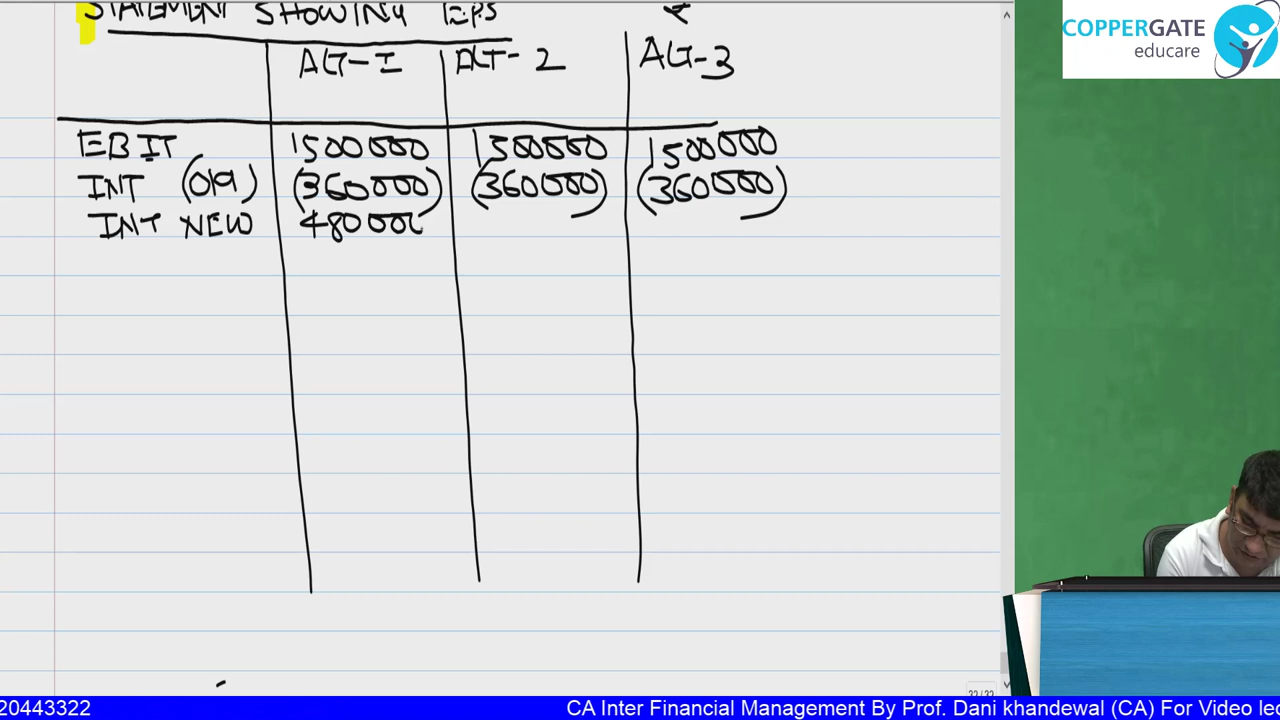 STATEMENT SHOWING EPS ₹
ALT-I ALT-2 ALT-3
EBIT 1500000 1500000 1500000
INT (Old) (360000) (360000) (360000)
INT NEW 480000
COPPERGATE
educare
20443322 CA Inter Financial Management By Prof. Dani khandewal (CA) For Video lec